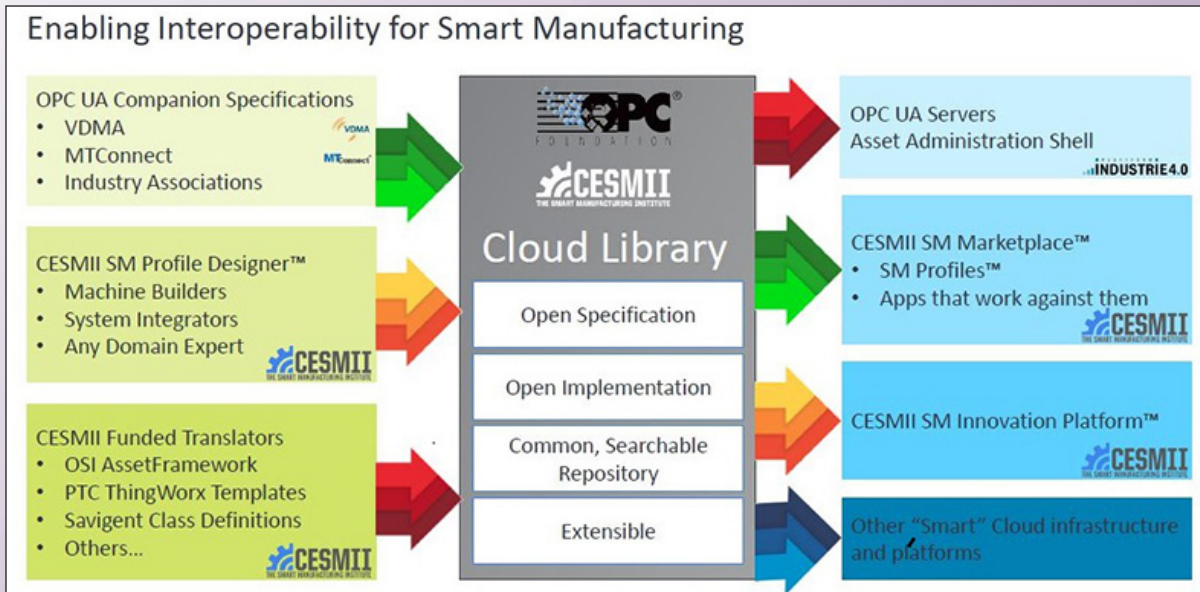 Enabling Interoperability for Smart Manufacturing
OPC UA Companion Specifications
• VDMA
• MTConnect
• Industry Associations
VDMA
MTConnect®
CESMII SM Profile Designer™
• Machine Builders
• System Integrators
• Any Domain Expert
CESMII
THE SMART MANUFACTURING INSTITUTE
CESMII Funded Translators
• OSI AssetFramework
• PTC ThingWorx Templates
• Savigent Class Definitions
• Others...
CESMII
THE SMART MANUFACTURING INSTITUTE
OPC®
FOUNDATION
CESMII
THE SMART MANUFACTURING INSTITUTE
Cloud Library
Open Specification
Open Implementation
Common, Searchable
Repository
Extensible
OPC UA Servers
Asset Administration Shell
INDUSTRIE4.0
CESMII SM Marketplace™
• SM Profiles™
• Apps that work against them
CESMII
THE SMART MANUFACTURING INSTITUTE
CESMII SM Innovation Platform™
CESMII
THE SMART MANUFACTURING INSTITUTE
Other “Smart” Cloud infrastructure
and platforms